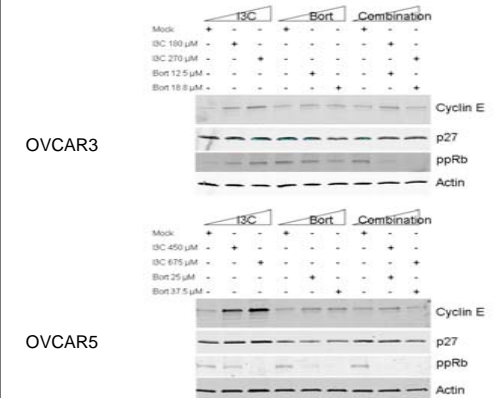 I3C Bort Combination
Mock + - - + - - + - -
I3C 180 µM - + - - - - - + -
I3C 270 µM - - + - - - - - +
Bort 12.5 µM - - - - + - - + -
Bort 18.8 µM - - - - - + - - +
Cyclin E
OVCAR3
p27
ppRb
Actin
I3C Bort Combination
Mock + - - + - - + - -
I3C 450 µM - + - - - - - + -
I3C 675 µM - - + - - - - - +
Bort 25 µM - - - - + - - + -
Bort 37.5 µM - - - - - + - - +
Cyclin E
OVCAR5
p27
ppRb
Actin